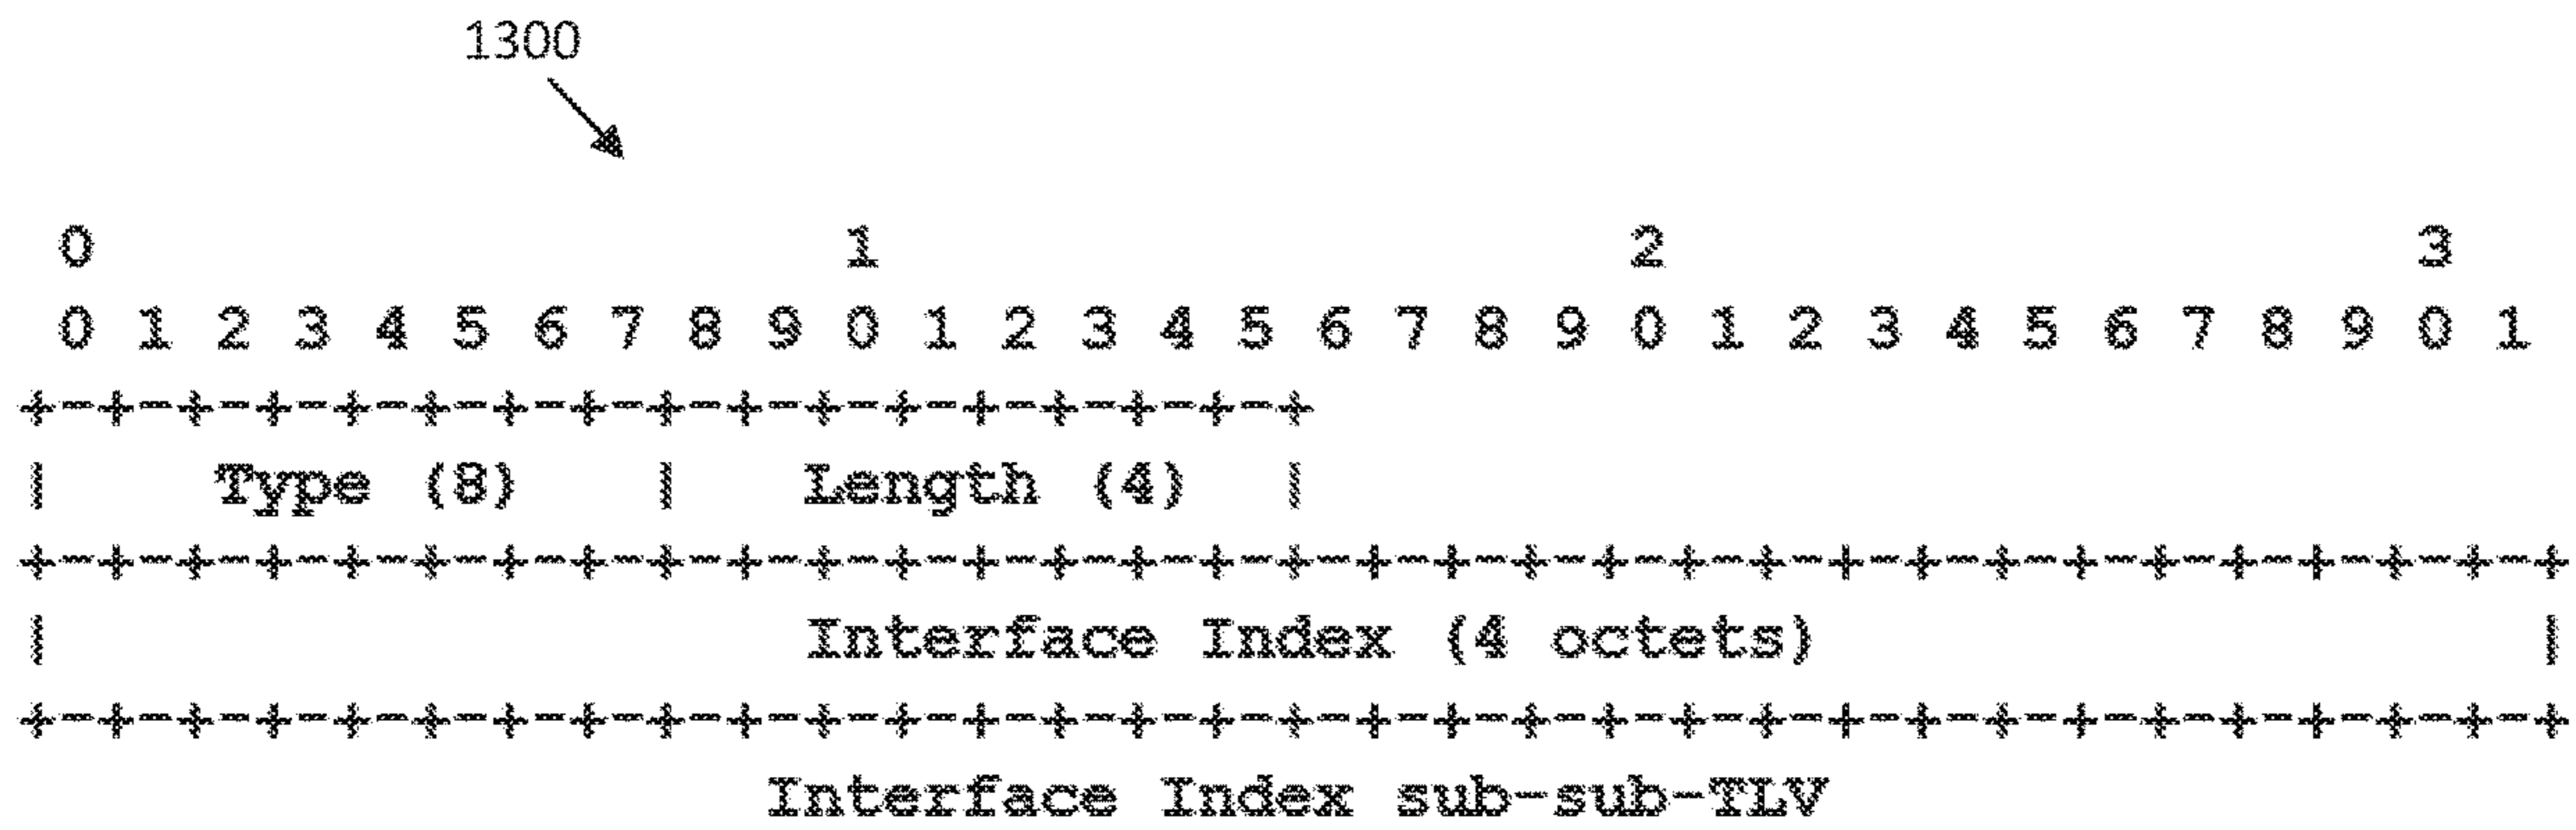 1300
0 1 2 3
0 1 2 3 4 5 6 7 8 9 0 1 2 3 4 5 6 7 8 9 0 1 2 3 4 5 6 7 8 9 0 1
+-+-+-+-+-+-+-+-+-+-+-+-+-+-+-+-+
| Type (8) | Length (4) |
+-+-+-+-+-+-+-+-+-+-+-+-+-+-+-+-+-+-+-+-+-+-+-+-+-+-+-+-+-+-+-+-+
| Interface Index (4 octets) |
+-+-+-+-+-+-+-+-+-+-+-+-+-+-+-+-+-+-+-+-+-+-+-+-+-+-+-+-+-+-+-+-+
Interface Index sub-sub-TLV